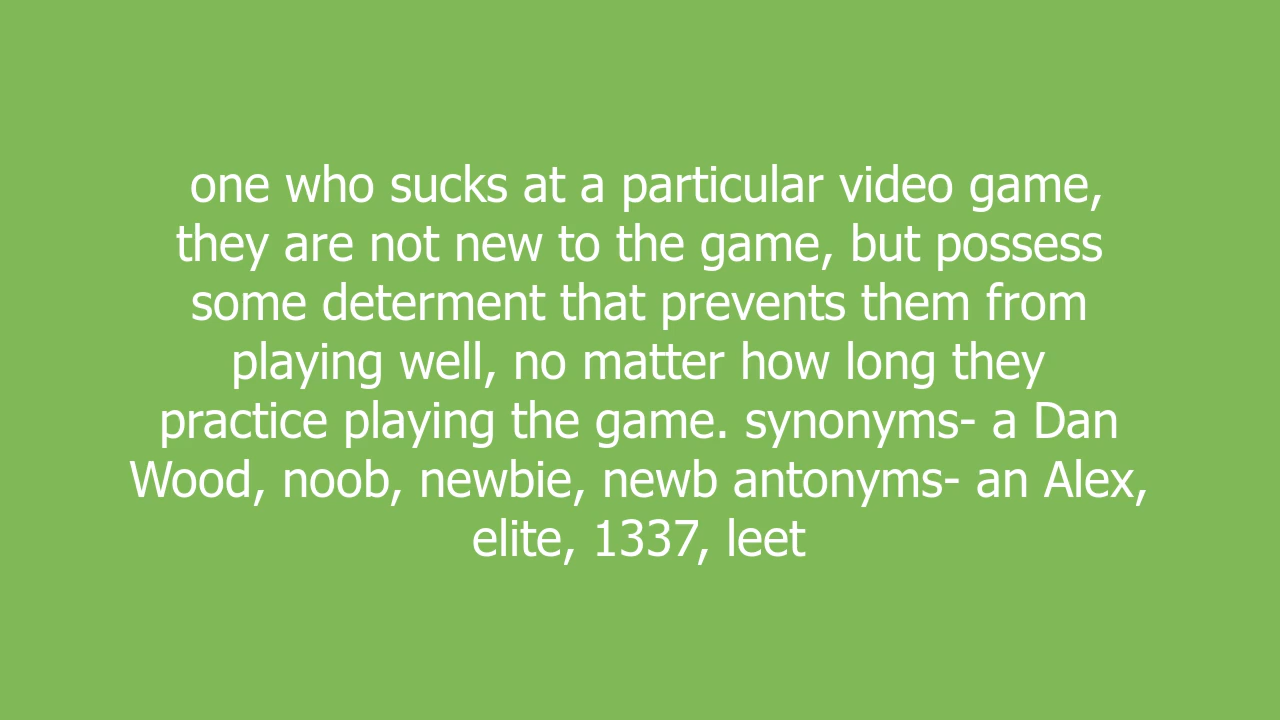 one who sucks at a particular video game,
they are not new to the game, but possess
some determent that prevents them from
playing well, no matter how long they
practice playing the game. synonyms- a Dan
Wood, noob, newbie, newb antonyms- an Alex,
elite, 1337, leet